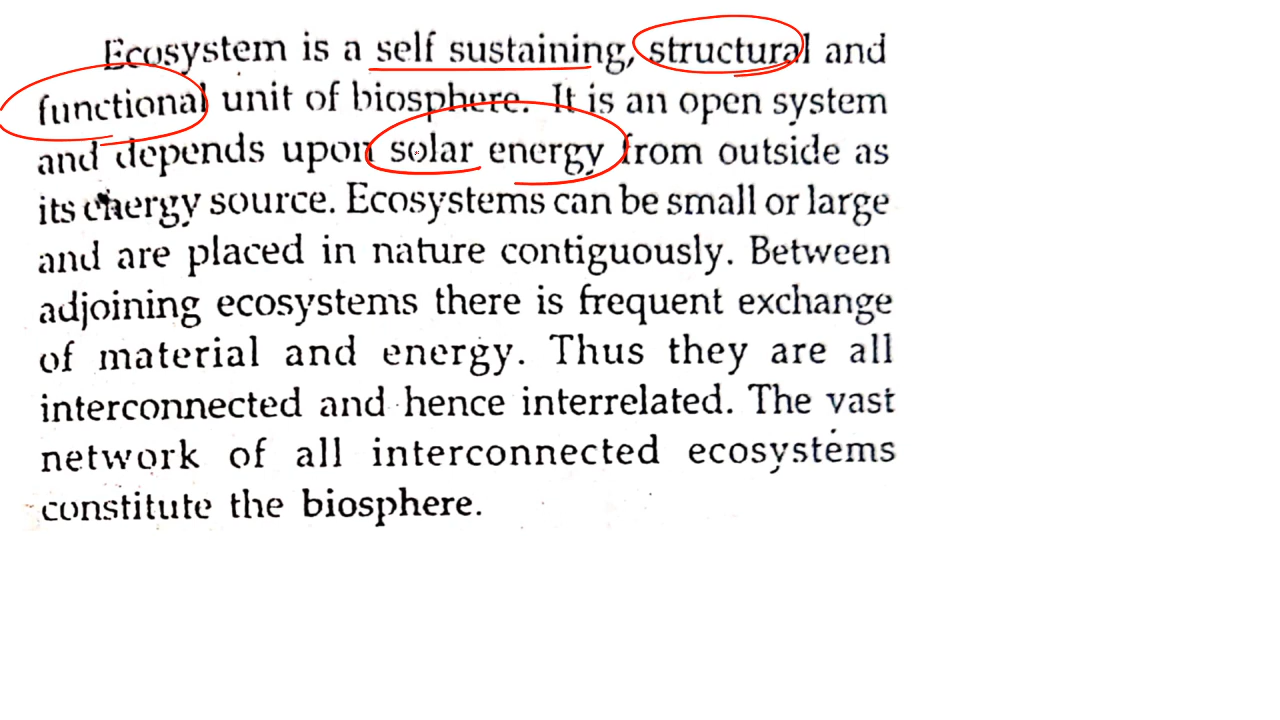 Ecosystem is a self sustaining, structural and
functional unit of biosphere. It is an open system
and depends upon solar energy from outside as
its energy source. Ecosystems can be small or large
and are placed in nature contiguously. Between
adjoining ecosystems there is frequent exchange
of material and energy. Thus they are all
interconnected and hence interrelated. The vast
network of all interconnected ecosystems
constitute the biosphere.